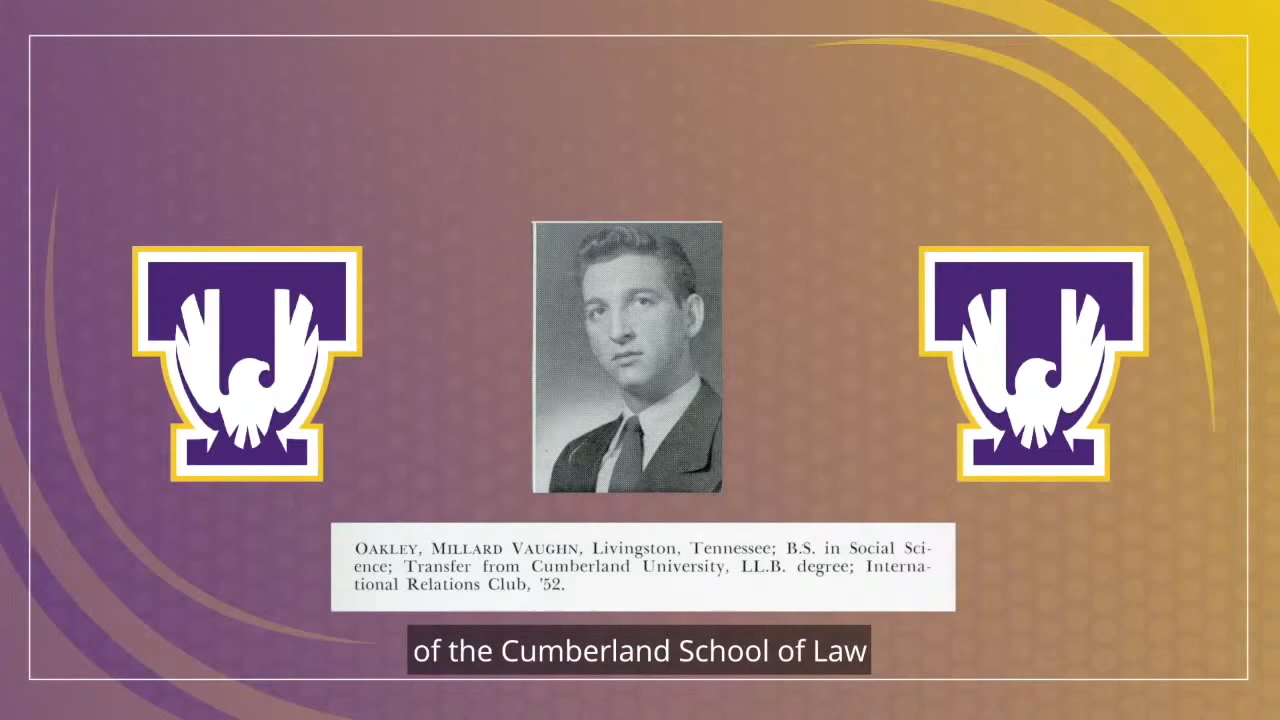 OAKLEY, MILLARD VAUGHN, Livingston, Tennessee; B.S. in Social Sci-
ence; Transfer from Cumberland University, LL.B. degree; Interna-
tional Relations Club, '52.
of the Cumberland School of Law